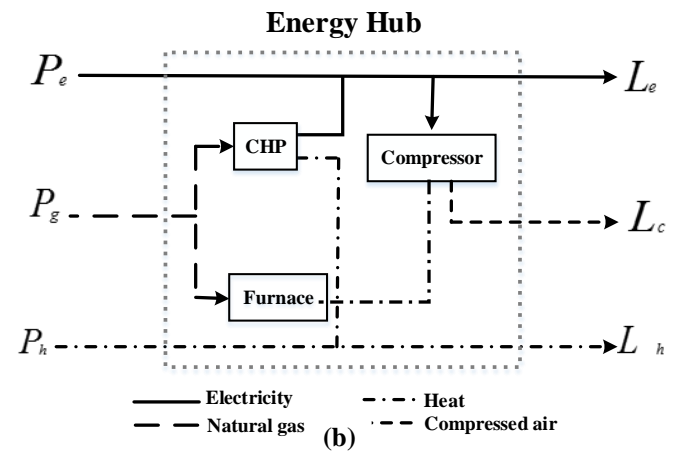 Energy Hub
Pe
Le
CHP
Compressor
Pg
Lc
Furnace
Ph
L h
Electricity
Heat
Natural gas
Compressed air
(b)